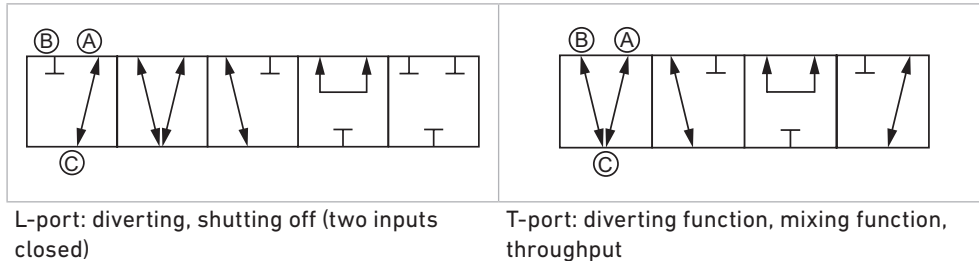 B A
C
B A
C
L-port: diverting, shutting off (two inputs
closed)
T-port: diverting function, mixing function,
throughput